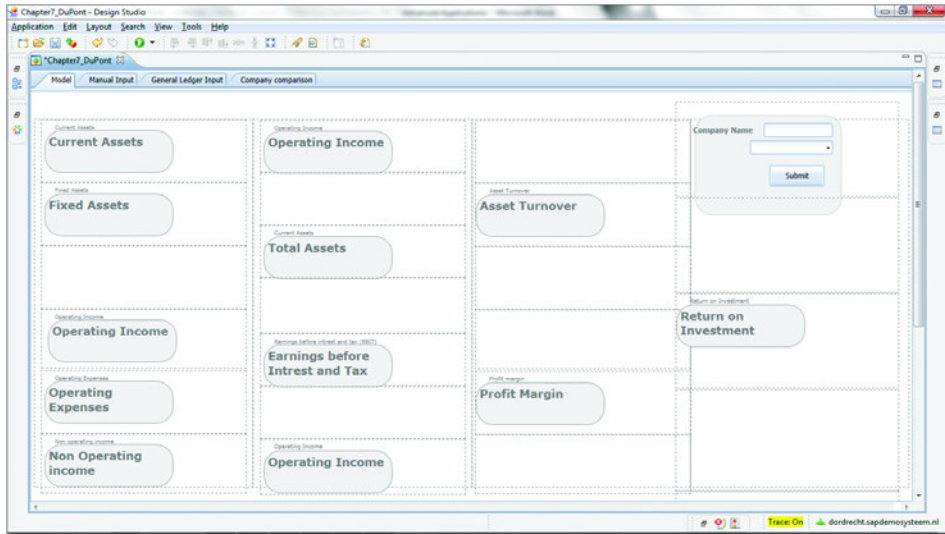 Chapter7_DuPont - Design Studio
Application Edit Layout Search View Tools Help
*Chapter7_DuPont
Model Manual Input General Ledger Input Company comparison
Current Assets
Current Assets
Fixed Assets
Fixed Assets
Operating Income
Operating Income
Operating Expenses
Operating
Expenses
Non operating income
Non Operating
income
Operating Income
Operating Income
Current Assets
Total Assets
Earnings before intrest and tax (EBIT)
Earnings before
Intrest and Tax
Operating Income
Operating Income
Asset Turnover
Asset Turnover
Profit margin
Profit Margin
Company Name
Submit
Return on Investment
Return on
Investment
Trace: On dordrecht.sapdemosysteem.nl